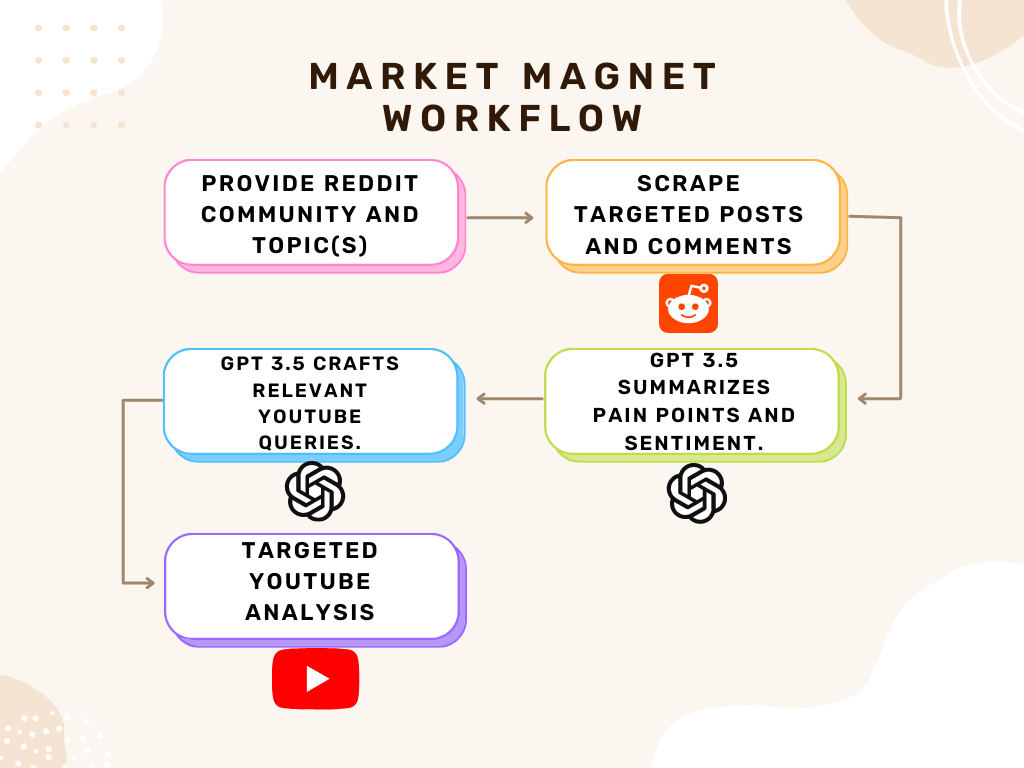 MARKET MAGNET
WORKFLOW
PROVIDE REDDIT
COMMUNITY AND
TOPIC(S)
SCRAPE
TARGETED POSTS
AND COMMENTS
GPT 3.5
SUMMARIZES
PAIN POINTS AND
SENTIMENT.
GPT 3.5 CRAFTS
RELEVANT
YOUTUBE
QUERIES.
TARGETED
YOUTUBE
ANALYSIS